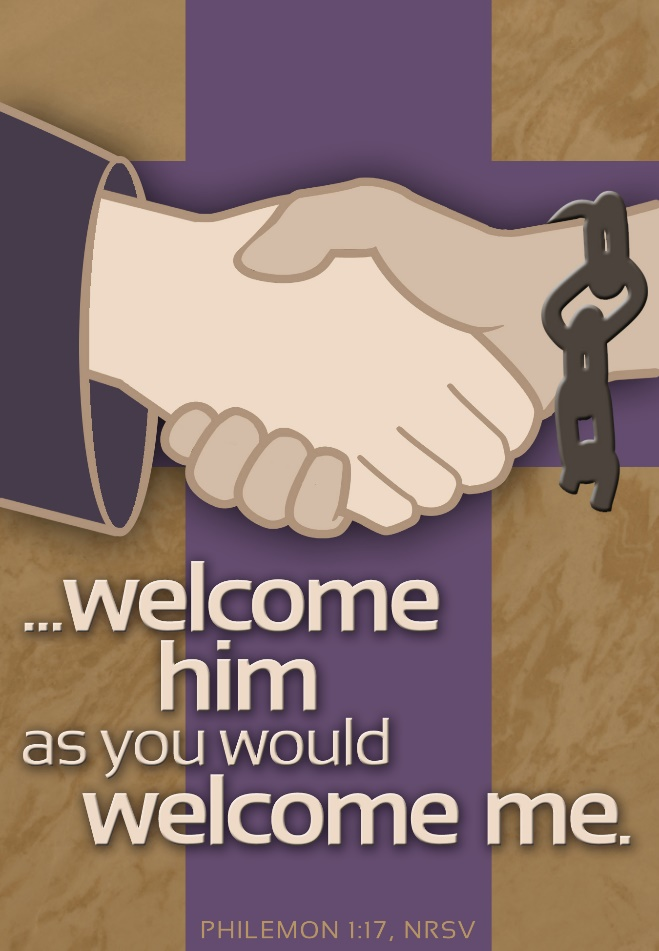 ...welcome
him
as you would
welcome me.
PHILEMON 1:17, NRSV